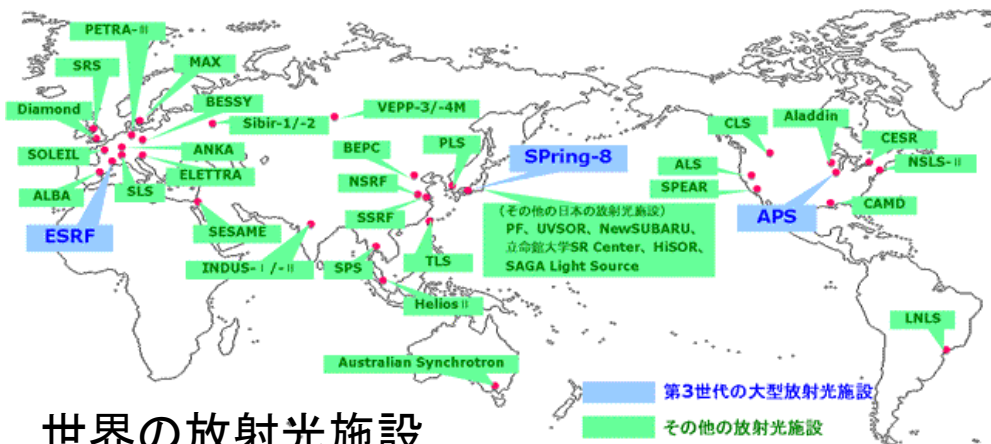 PETRA-Ⅲ
SRS
MAX
Diamond
BESSY
VEPP-3/-4M
Sibir-1/-2
SOLEIL
ANKA
ALBA
SLS
ELETTRA
ESRF
SESAME
INDUS-Ⅰ/-Ⅱ
BEPC
PLS
NSRF
SSRF
SPring-8
(その他の日本の放射光施設)
PF、UVSOR、NewSUBARU、
立命館大学SR Center、HiSOR、
SAGA Light Source
SPS
TLS
HeliosⅡ
Australian Synchrotron
CLS
Aladdin
CESR
ALS
NSLS-Ⅱ
SPEAR
APS
CAMD
LNLS
第3世代の大型放射光施設
その他の放射光施設
世界の放射光施設